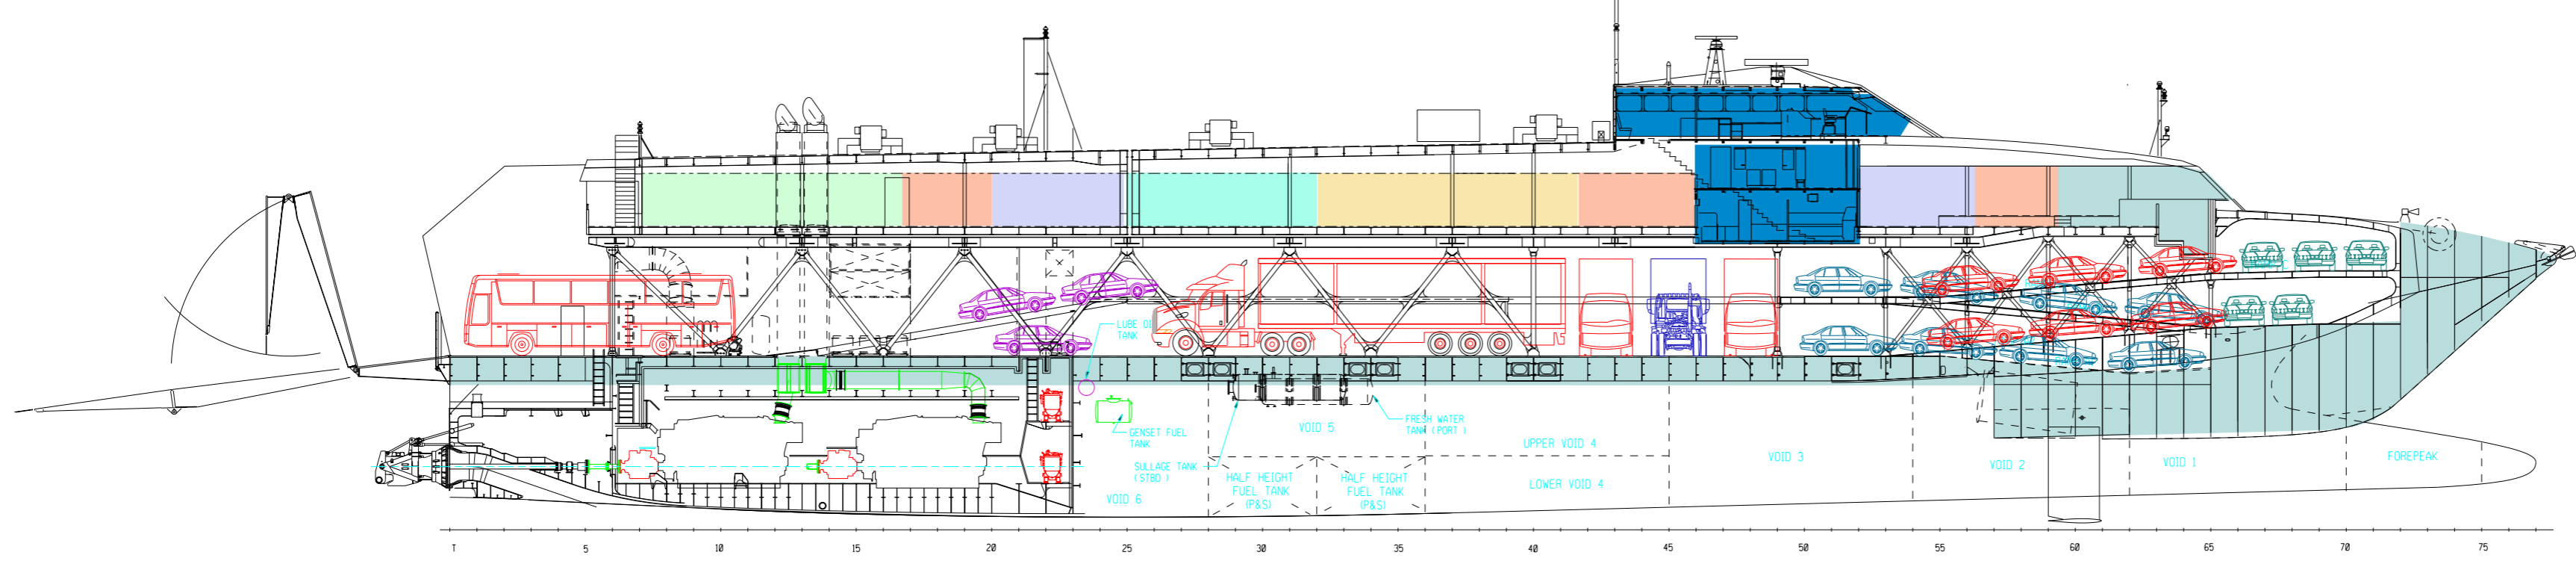 LUBE OI
TANK
GENSET FUEL
TANK
SULLAGE TANK
(STBD)
FRESH WATER
TANK (PORT)
VOID 6
VOID 5
HALF HEIGHT
FUEL TANK
(P&S)
HALF HEIGHT
FUEL TANK
(P&S)
UPPER VOID 4
LOWER VOID 4
VOID 3
VOID 2
VOID 1
FOREPEAK
T 5 10 15 20 25 30 35 40 45 50 55 60 65 70 75